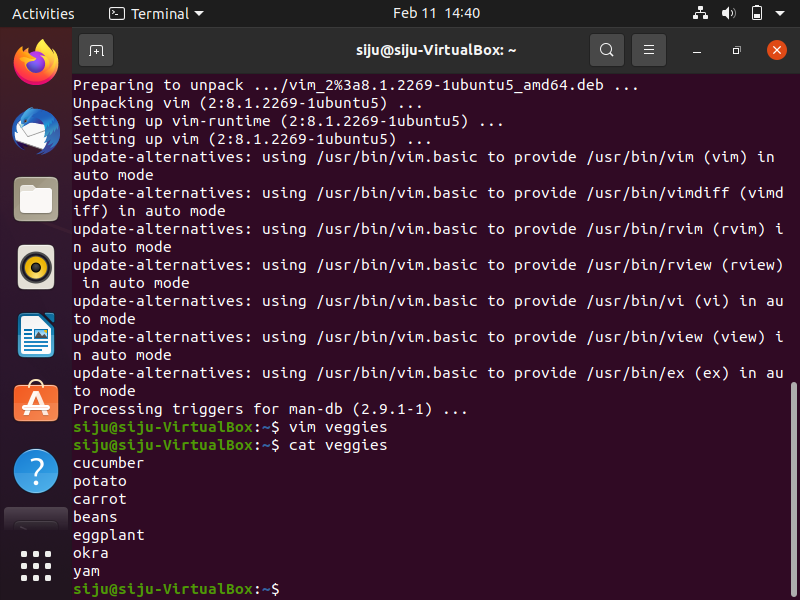 Activities Terminal Feb 11 14:40
siju@siju-VirtualBox: ~
Preparing to unpack .../vim_2%3a8.1.2269-1ubuntu5_amd64.deb ...
Unpacking vim (2:8.1.2269-1ubuntu5) ...
Setting up vim-runtime (2:8.1.2269-1ubuntu5) ...
Setting up vim (2:8.1.2269-1ubuntu5) ...
update-alternatives: using /usr/bin/vim.basic to provide /usr/bin/vim (vim) in
auto mode
update-alternatives: using /usr/bin/vim.basic to provide /usr/bin/vimdiff (vimd
iff) in auto mode
update-alternatives: using /usr/bin/vim.basic to provide /usr/bin/rvim (rvim) i
n auto mode
update-alternatives: using /usr/bin/vim.basic to provide /usr/bin/rview (rview)
 in auto mode
update-alternatives: using /usr/bin/vim.basic to provide /usr/bin/vi (vi) in au
to mode
update-alternatives: using /usr/bin/vim.basic to provide /usr/bin/view (view) i
n auto mode
update-alternatives: using /usr/bin/vim.basic to provide /usr/bin/ex (ex) in au
to mode
Processing triggers for man-db (2.9.1-1) ...
siju@siju-VirtualBox:~$ vim veggies
siju@siju-VirtualBox:~$ cat veggies
cucumber
potato
carrot
beans
eggplant
okra
yam
siju@siju-VirtualBox:~$